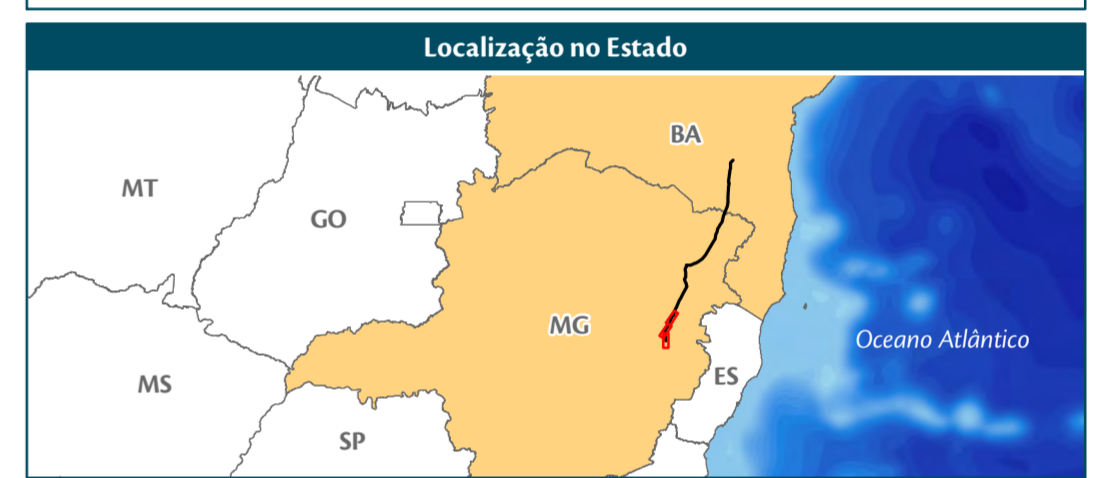 Localização no Estado
BA
MT
GO
MG
Oceano Atlântico
ES
MS
SP